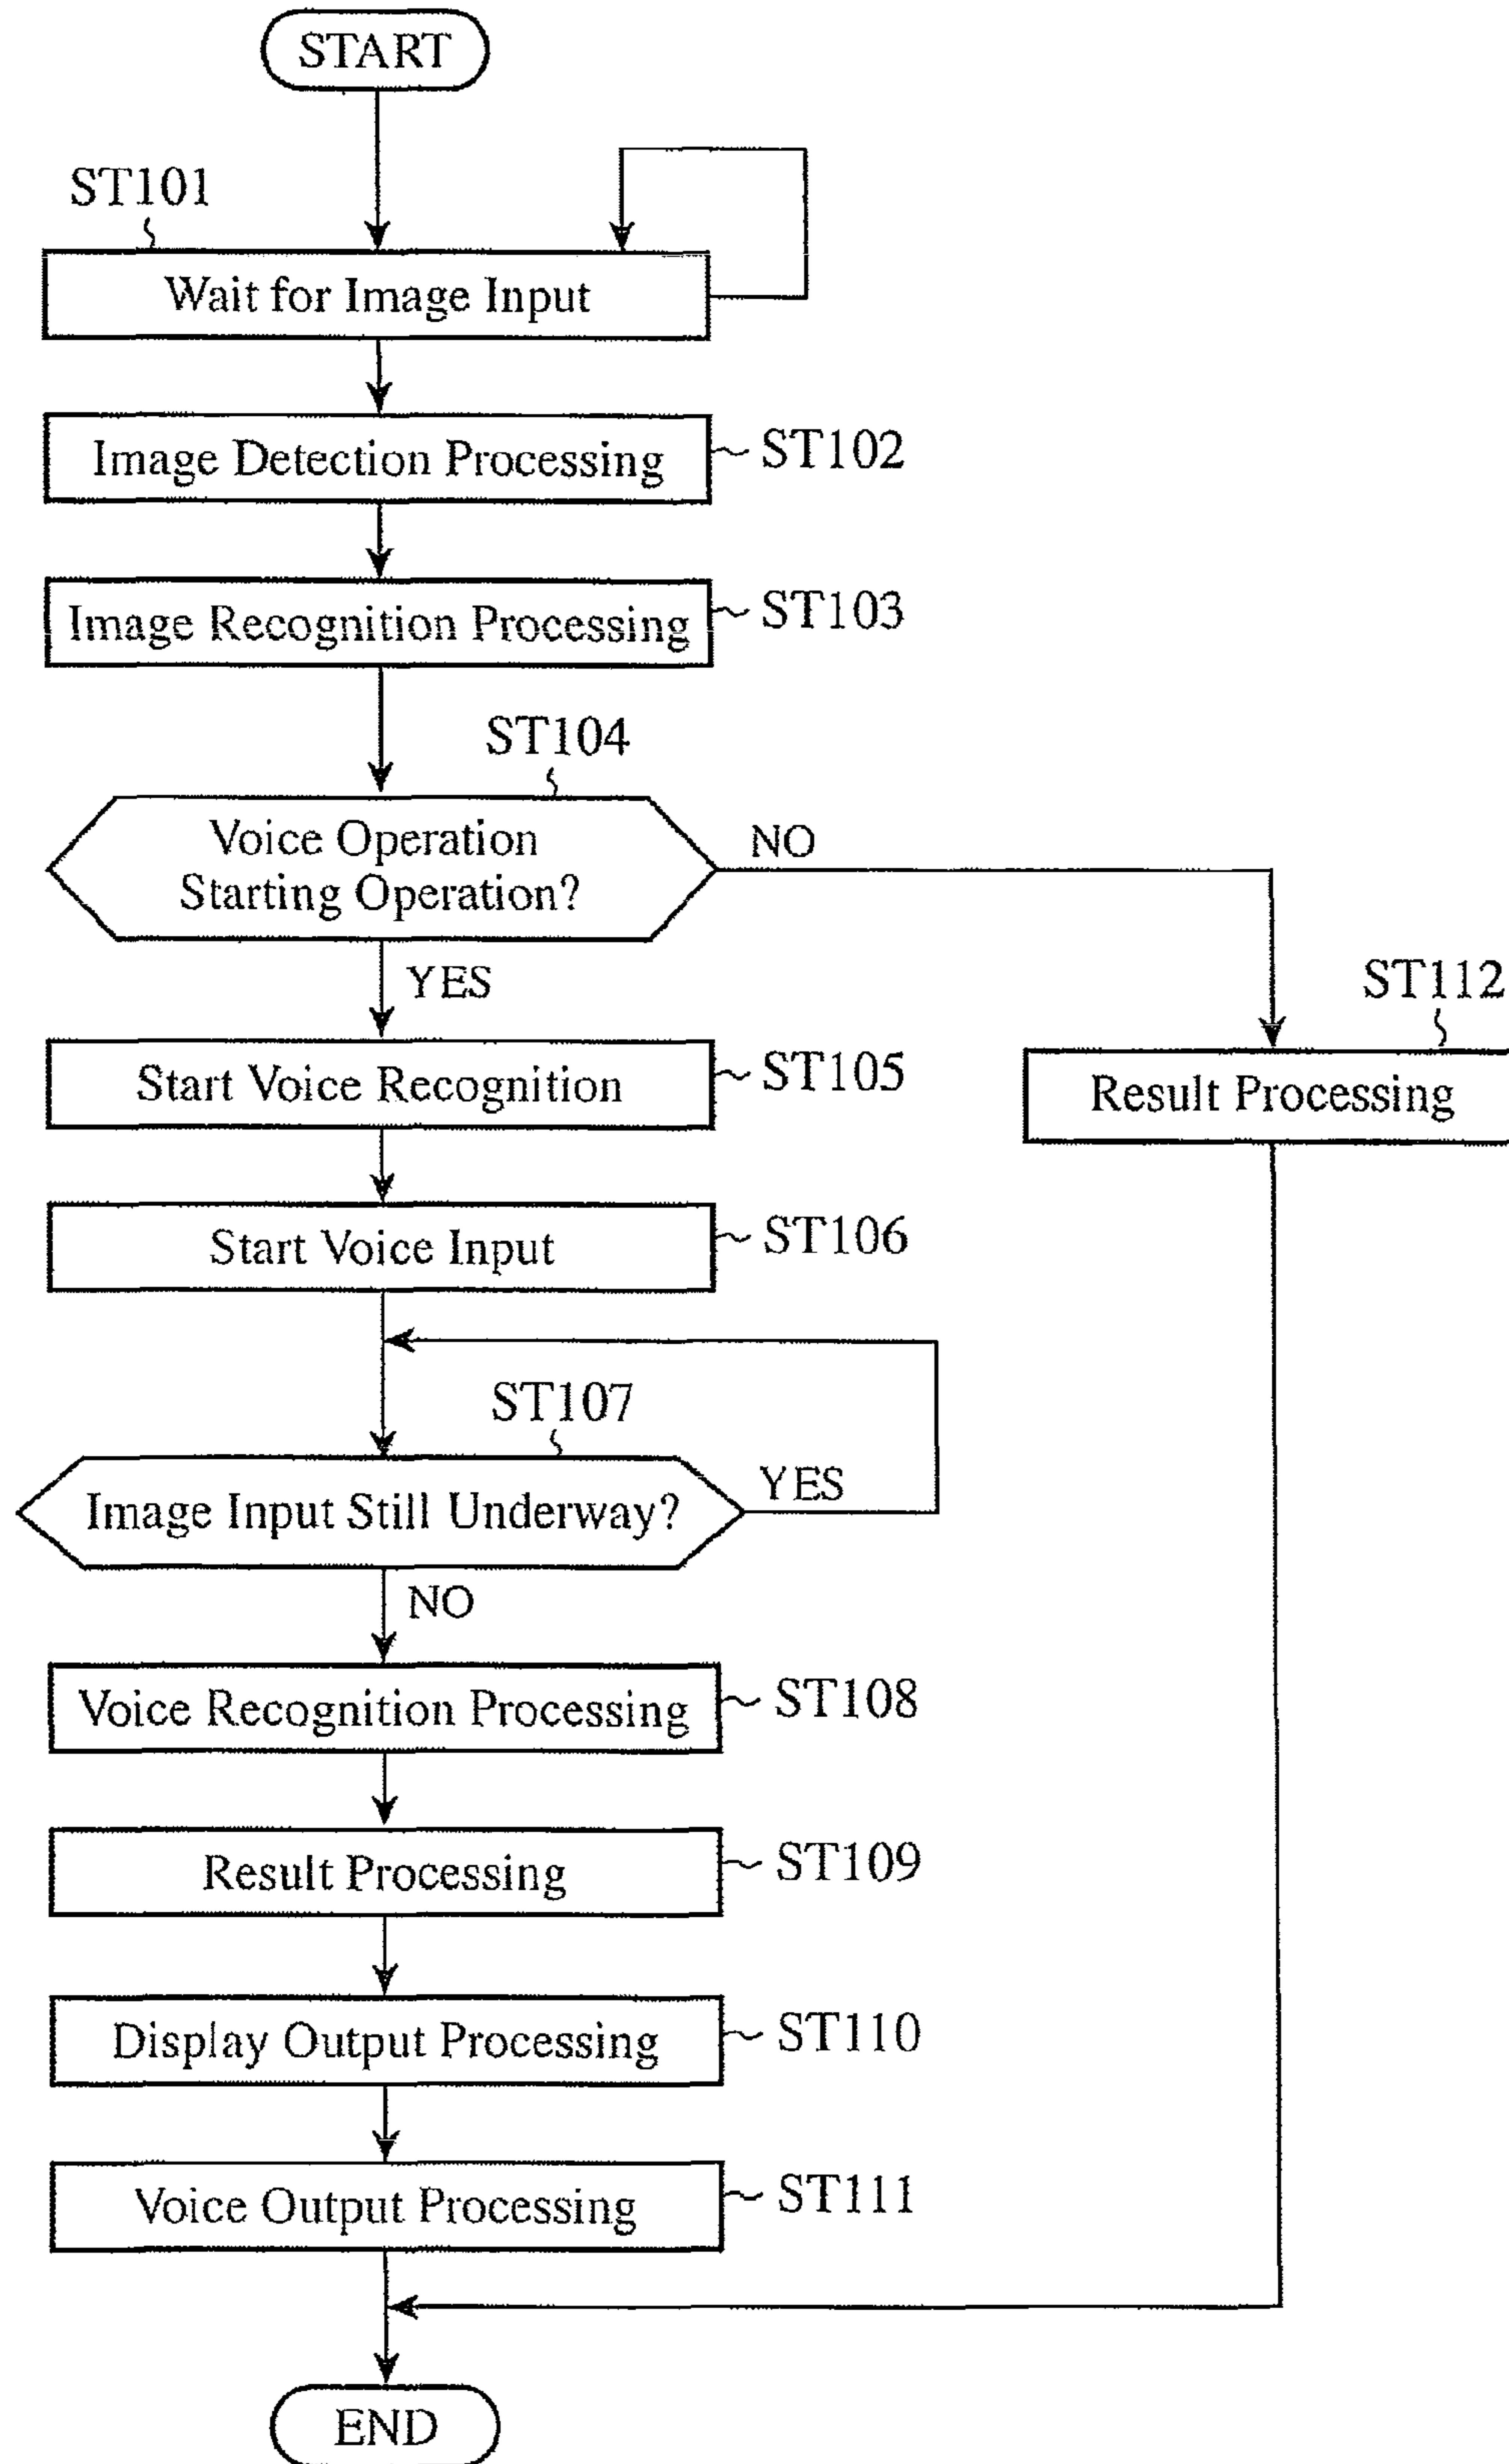 START
ST101
Wait for Image Input
Image Detection Processing
ST102
Image Recognition Processing
ST103
ST104
Voice Operation
Starting Operation?
NO
YES
ST112
Start Voice Recognition
ST105
Result Processing
Start Voice Input
ST106
ST107
Image Input Still Underway?
YES
NO
Voice Recognition Processing
ST108
Result Processing
ST109
Display Output Processing
ST110
Voice Output Processing
ST111
END